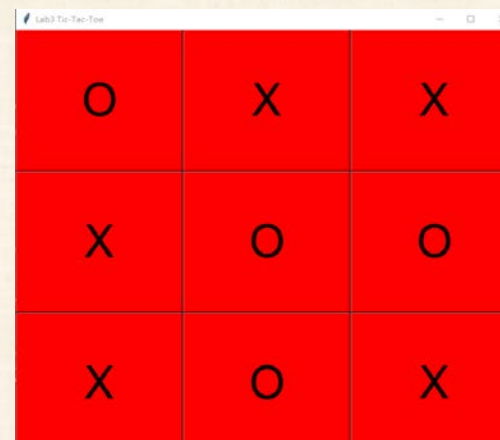 Lab3 Tic-Tac-Toe
O X X
X O O
X O X